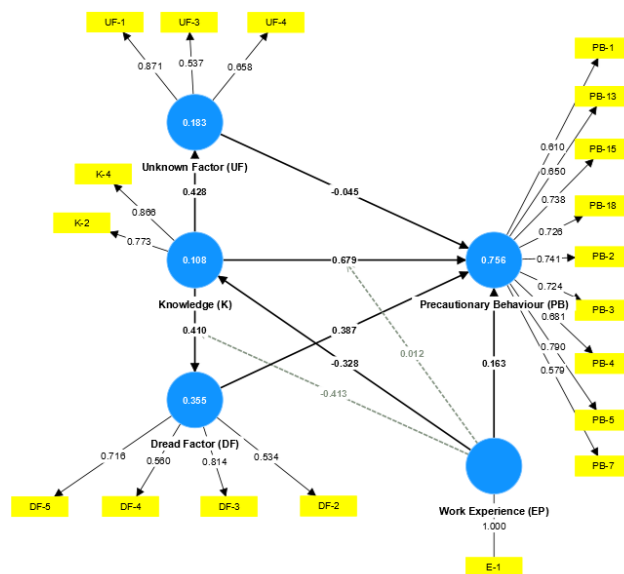 UF-1
UF-3
UF-4
PB-1
0.871
0.537
0.658
PB-13
0.183
PB-15
Unknown Factor (UF)
0.610
0.650
0.738
K-4
0.428
-0.045
PB-18
0.726
K-2
0.866
0.773
0.108
0.679
0.756
0.741
PB-2
0.724
Knowledge (K)
Precautionary Behaviour (PB)
PB-3
0.681
0.410
0.387
0.790
0.012
-0.328
0.163
0.579
PB-4
-0.413
0.355
Dread Factor (DF)
PB-5
0.716
0.814
0.534
PB-7
DF-5
DF-4
DF-3
DF-2
Work Experience (EP)
1.000
E-1